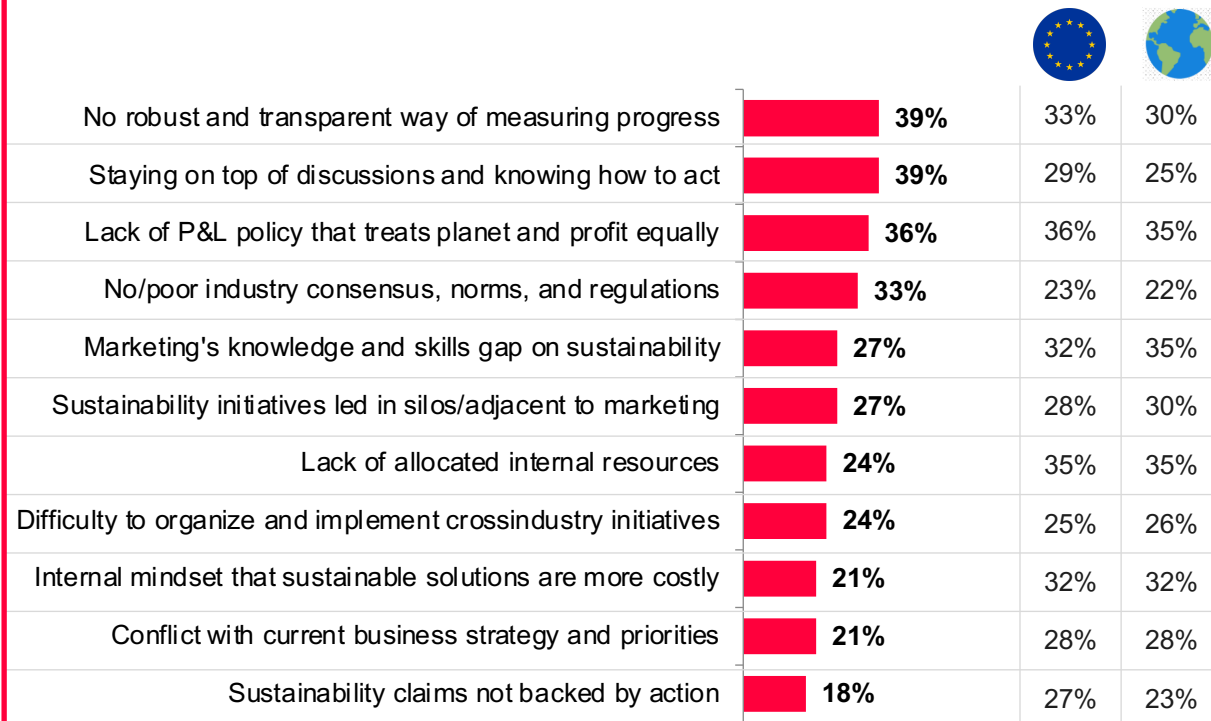 No robust and transparent way of measuring progress 39% 33% 30%
Staying on top of discussions and knowing how to act 39% 29% 25%
Lack of P&L policy that treats planet and profit equally 36% 36% 35%
No/poor industry consensus, norms, and regulations 33% 23% 22%
Marketing's knowledge and skills gap on sustainability 27% 32% 35%
Sustainability initiatives led in silos/adjacent to marketing 27% 28% 30%
Lack of allocated internal resources 24% 35% 35%
Difficulty to organize and implement crossindustry initiatives 24% 25% 26%
Internal mindset that sustainable solutions are more costly 21% 32% 32%
Conflict with current business strategy and priorities 21% 28% 28%
Sustainability claims not backed by action 18% 27% 23%